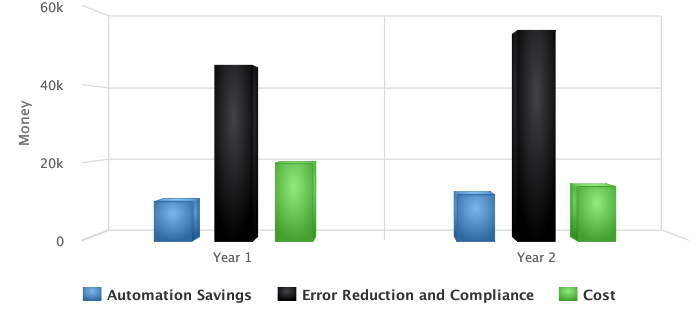 60k
40k
Money
20k
0
Year 1 Year 2
Automation Savings Error Reduction and Compliance Cost